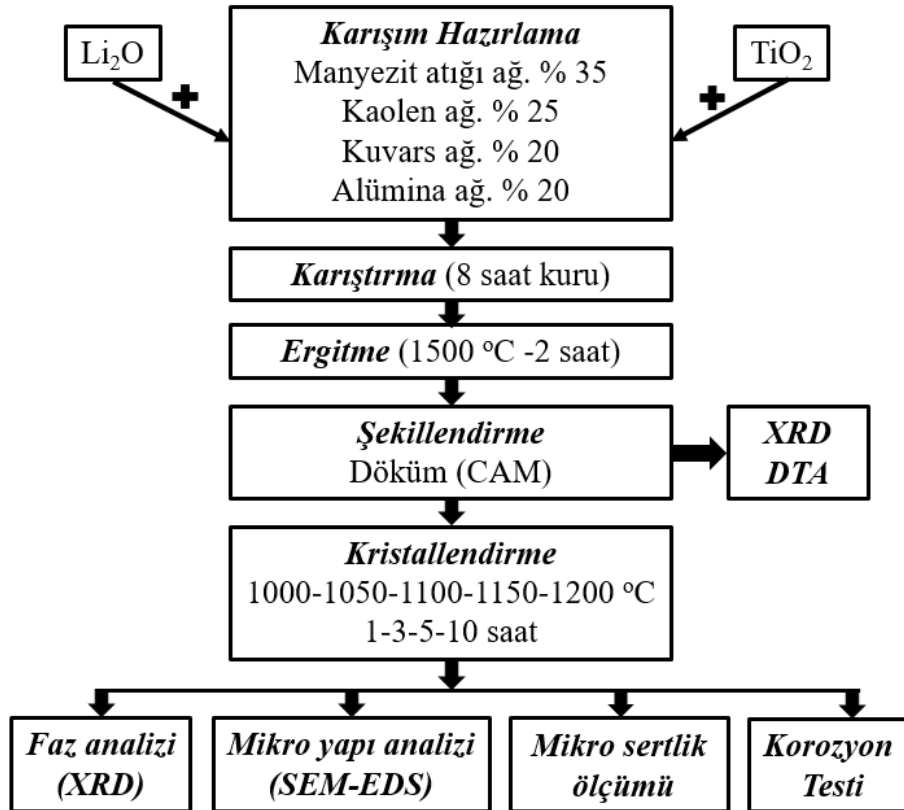 Li₂O
Karışım Hazırlama
Manyezit atığı ağ. % 35
Kaolen ağ. % 25
Kuvars ağ. % 20
Alümina ağ. % 20
TiO₂
Karıştırma (8 saat kuru)
Ergitme (1500 °C -2 saat)
Şekillendirme
Döküm (CAM)
XRD
DTA
Kristallendirme
1000-1050-1100-1150-1200 °C
1-3-5-10 saat
Faz analizi
(XRD)
Mikro yapı analizi
(SEM-EDS)
Mikro sertlik
ölçümü
Korozyon
Testi